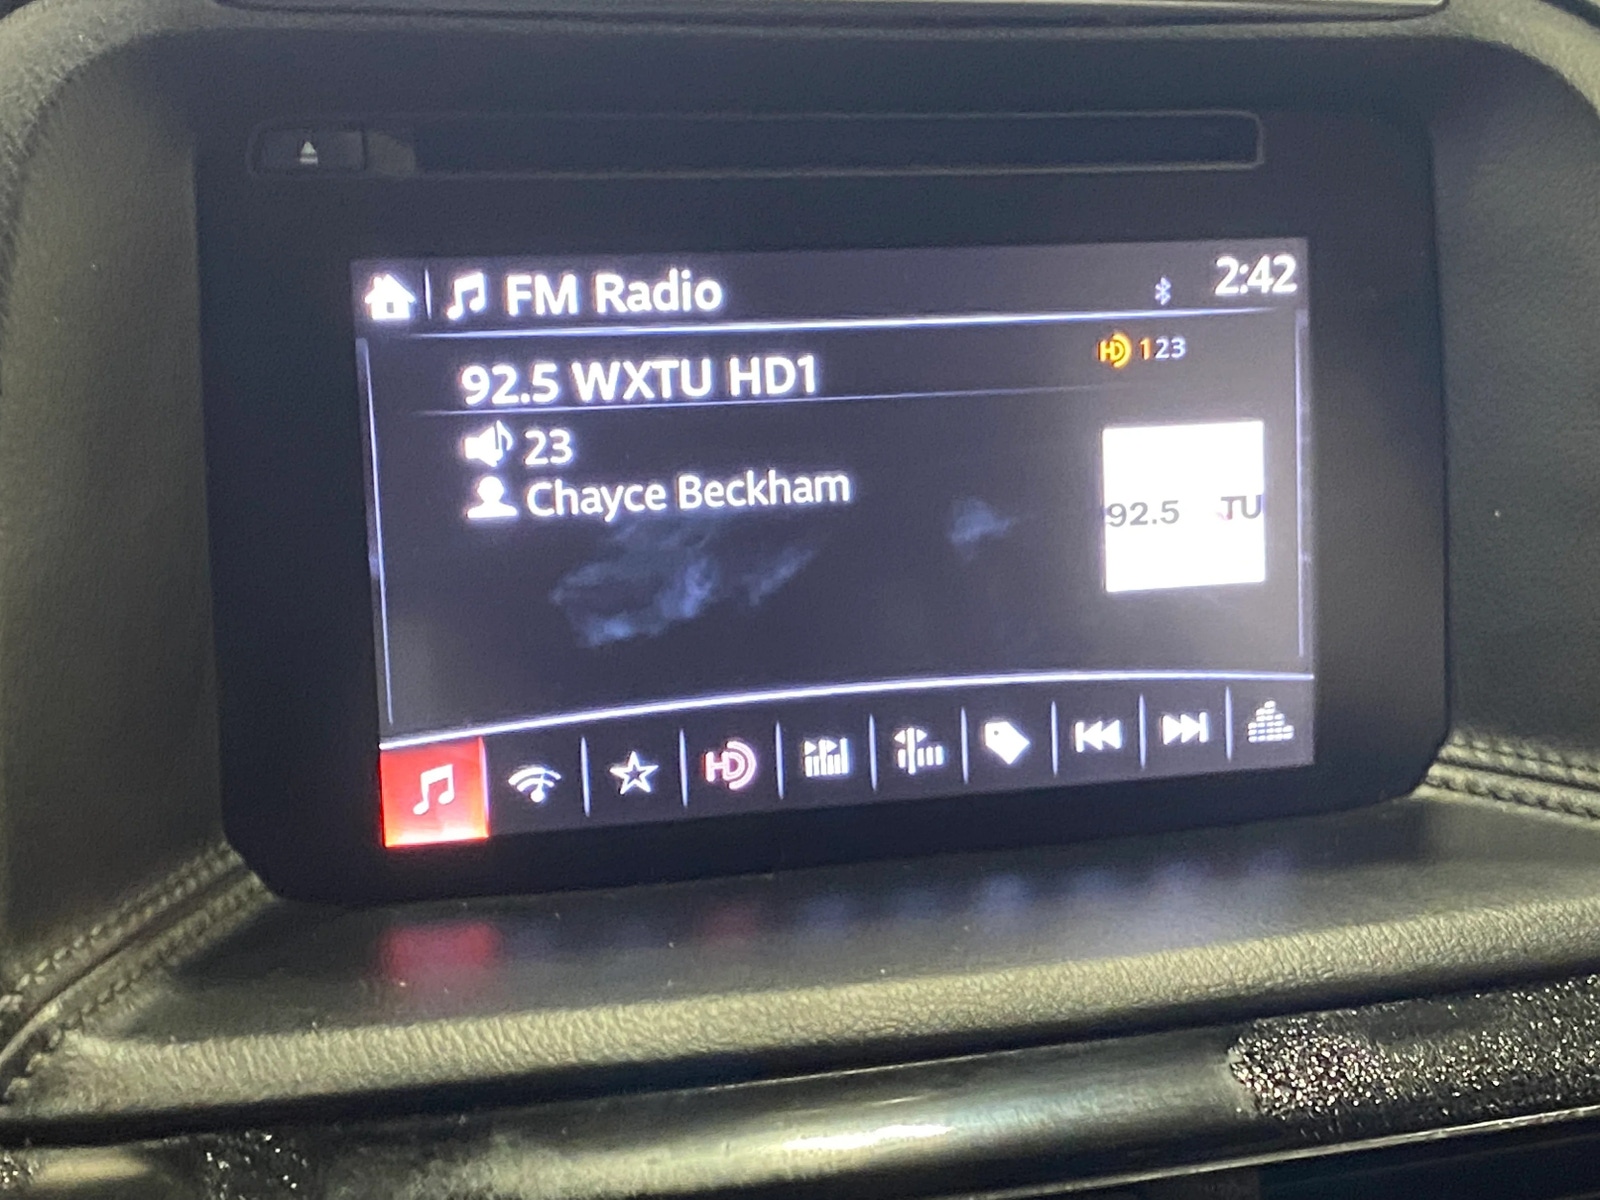 FM Radio
2:42
92.5 WXTU HD1
HD 123
23
Chayce Beckham
92.5 TU
HD